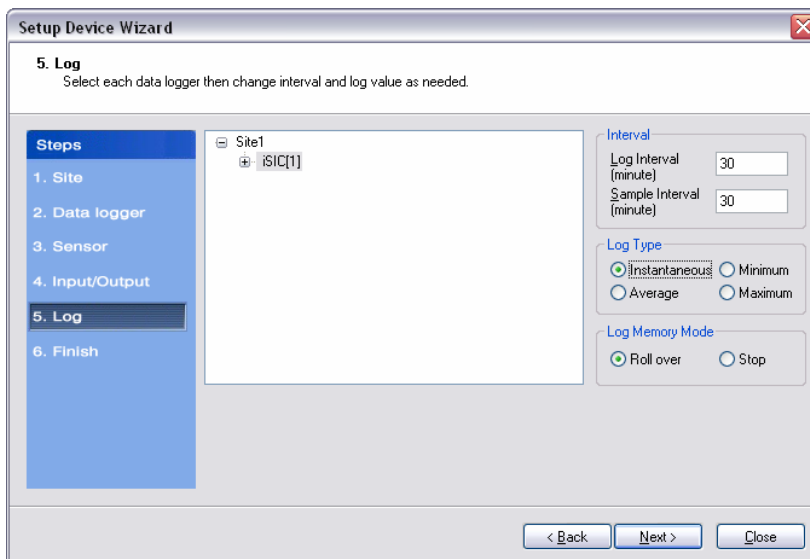 Setup Device Wizard
5. Log
Select each data logger then change interval and log value as needed.
Steps
1. Site
2. Data logger
3. Sensor
4. Input/Output
5. Log
6. Finish
Site1
iSIC[1]
Interval
Log Interval
(minute)
30
Sample Interval
(minute)
30
Log Type
Instantaneous
Minimum
Average
Maximum
Log Memory Mode
Roll over
Stop
< Back
Next >
Close